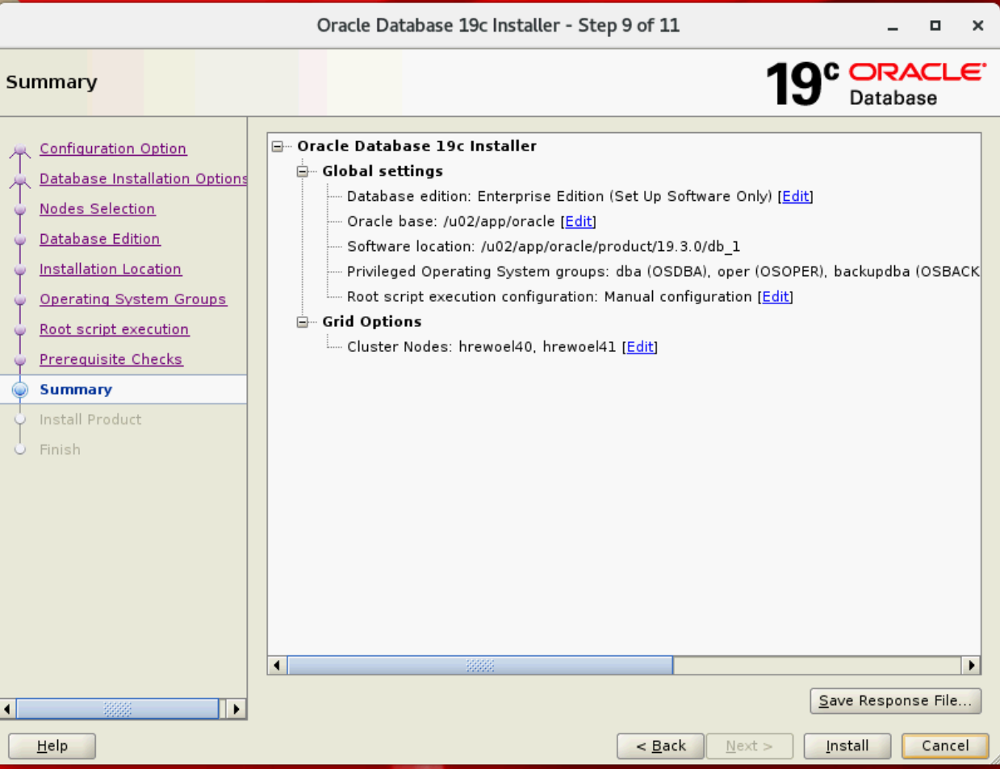 Oracle Database 19c Installer - Step 9 of 11
Summary
19c ORACLE
Database
Configuration Option
Database Installation Options
Nodes Selection
Database Edition
Installation Location
Operating System Groups
Root script execution
Prerequisite Checks
Summary
Install Product
Finish
Oracle Database 19c Installer
Global settings
Database edition: Enterprise Edition (Set Up Software Only) [Edit]
Oracle base: /u02/app/oracle [Edit]
Software location: /u02/app/oracle/product/19.3.0/db_1
Privileged Operating System groups: dba (OSDBA), oper (OSOPER), backupdba (OSBACK
Root script execution configuration: Manual configuration [Edit]
Grid Options
Cluster Nodes: hrewoel40, hrewoel41 [Edit]
Save Response File...
Help
< Back
Next >
Install
Cancel